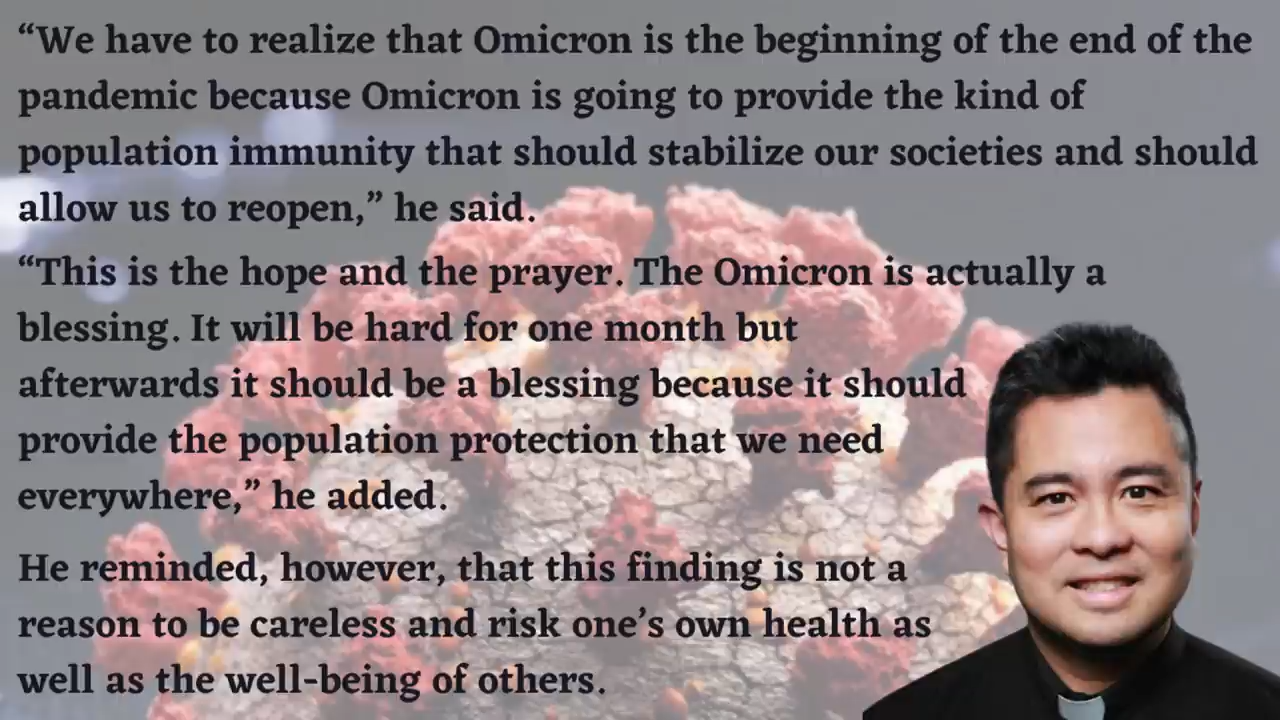 “We have to realize that Omicron is the beginning of the end of the
pandemic because Omicron is going to provide the kind of
population immunity that should stabilize our societies and should
allow us to reopen,” he said.
“This is the hope and the prayer. The Omicron is actually a
blessing. It will be hard for one month but
afterwards it should be a blessing because it should
provide the population protection that we need
everywhere,” he added.
He reminded, however, that this finding is not a
reason to be careless and risk one’s own health as
well as the well-being of others.